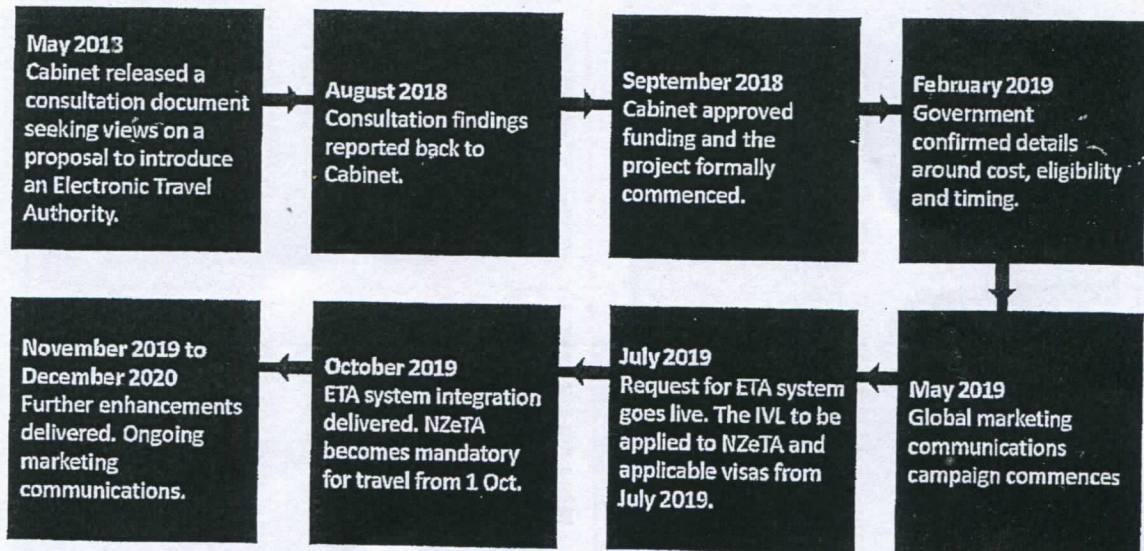 May 2013
Cabinet released a
consultation document
seeking views on a
proposal to introduce
an Electronic Travel
Authority.
August 2018
Consultation findings
reported back to
Cabinet.
September 2018
Cabinet approved
funding and the
project formally
commenced.
February 2019
Government
confirmed details
around cost, eligibility
and timing.
May 2019
Global marketing
communications
campaign commences
July 2019
Request for ETA system
goes live. The IVL to be
applied to NZeTA and
applicable visas from
July 2019.
October 2019
ETA system integration
delivered. NZeTA
becomes mandatory
for travel from 1 Oct.
November 2019 to
December 2020
Further enhancements
delivered. Ongoing
marketing
communications.